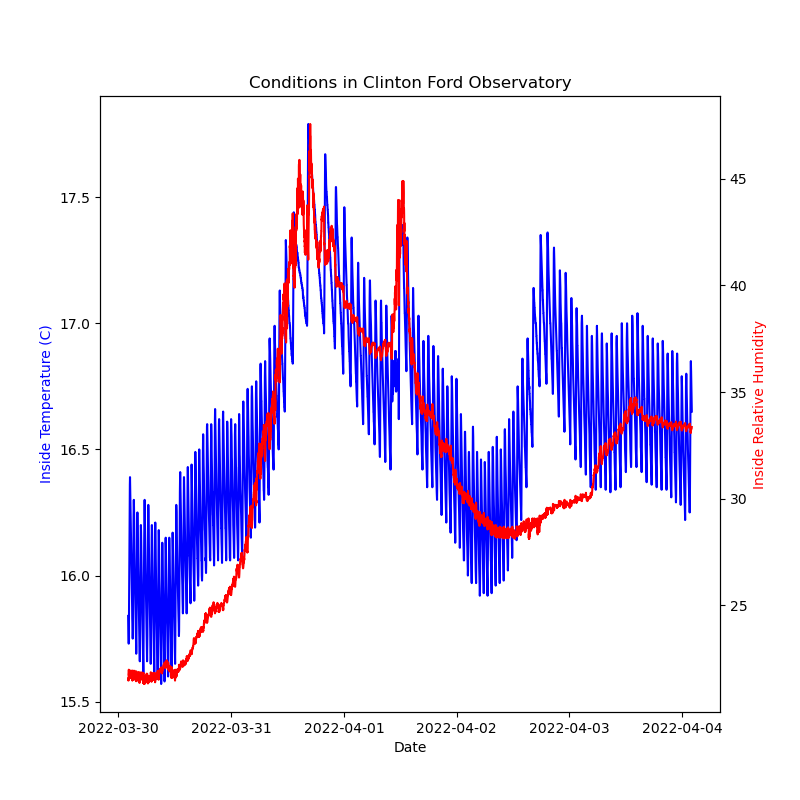 Conditions in Clinton Ford Observatory
Inside Temperature (C)
17.5
17.0
16.5
16.0
15.5
45
40
35
30
25
Inside Relative Humidity
2022-03-30 2022-03-31 2022-04-01 2022-04-02 2022-04-03 2022-04-04
Date